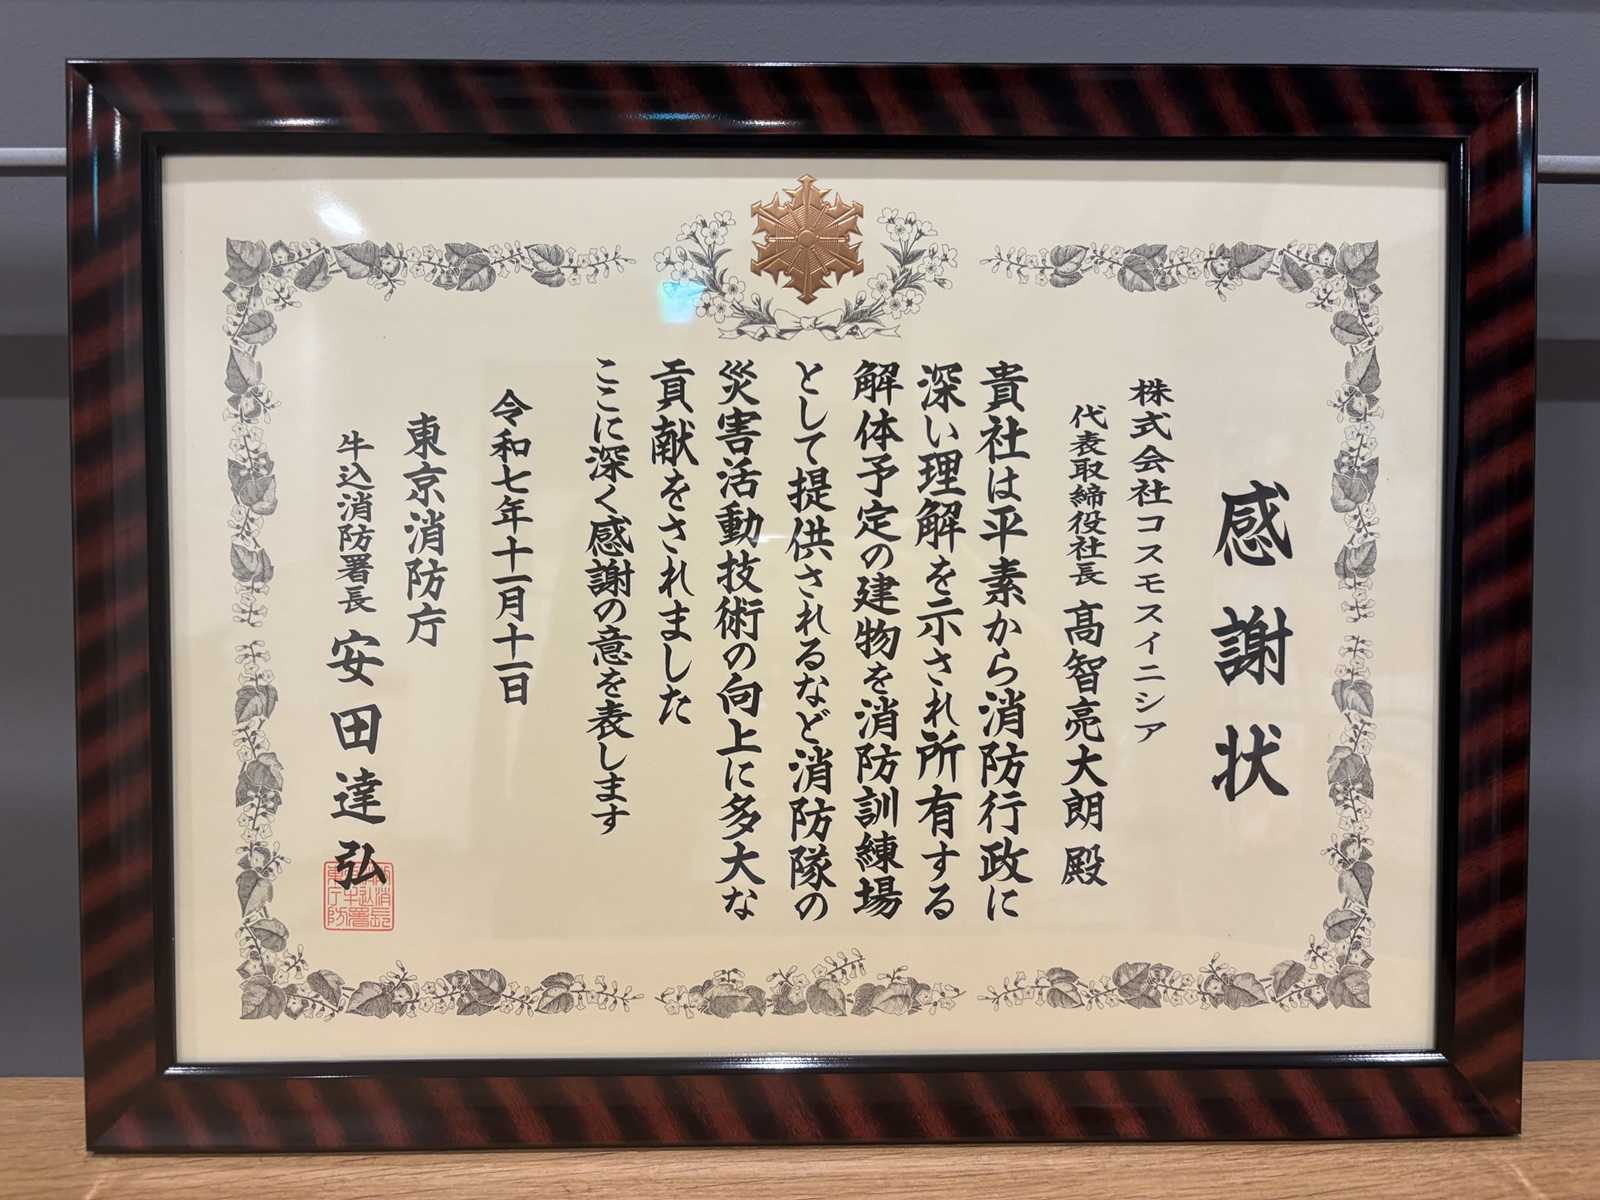 感謝状
株式会社コスモスイニシア
代表取締役社長 髙智亮大朗 殿
貴社は平素から消防行政に
深い理解を示され所有する
解体予定の建物を消防訓練場
として提供されるなど消防隊の
災害活動技術の向上に多大な
貢献をされました
ここに深く感謝の意を表します
令和七年十一月十一日
東京消防庁
牛込消防署長 安田達弘